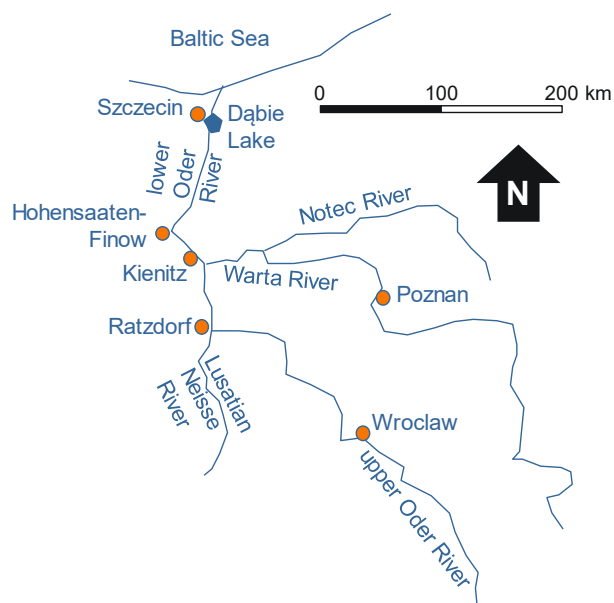 Baltic Sea
0 100 200 km
Szczecin
Dąbie
Lake
lower
Oder
River
N
Notec River
Hohensaaten-
Finow
Kienitz
Warta River
Poznan
Ratzdorf
Lusatian
Neisse
River
Wroclaw
upper Oder River